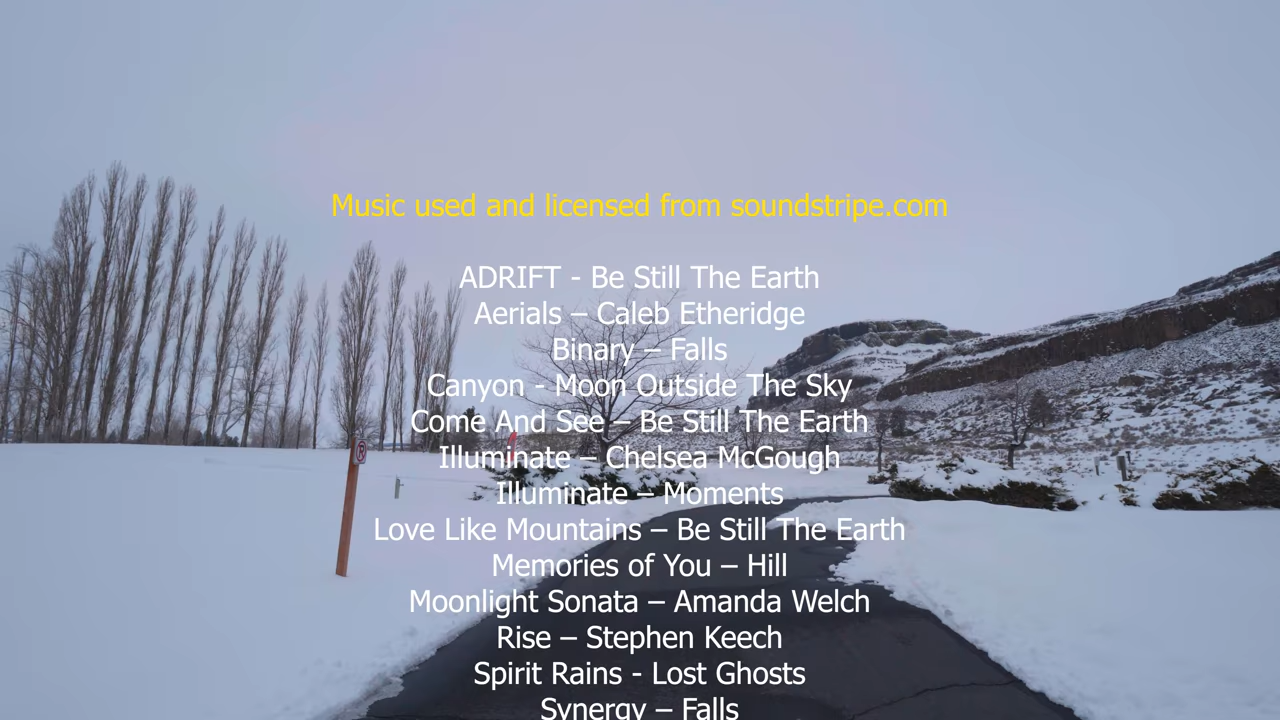 Music used and licensed from soundstripe.com
ADRIFT - Be Still The Earth
Aerials – Caleb Etheridge
Binary – Falls
Canyon - Moon Outside The Sky
Come And See – Be Still The Earth
Illuminate – Chelsea McGough
Illuminate – Moments
Love Like Mountains – Be Still The Earth
Memories of You – Hill
Moonlight Sonata – Amanda Welch
Rise – Stephen Keech
Spirit Rains - Lost Ghosts
Synergy – Falls